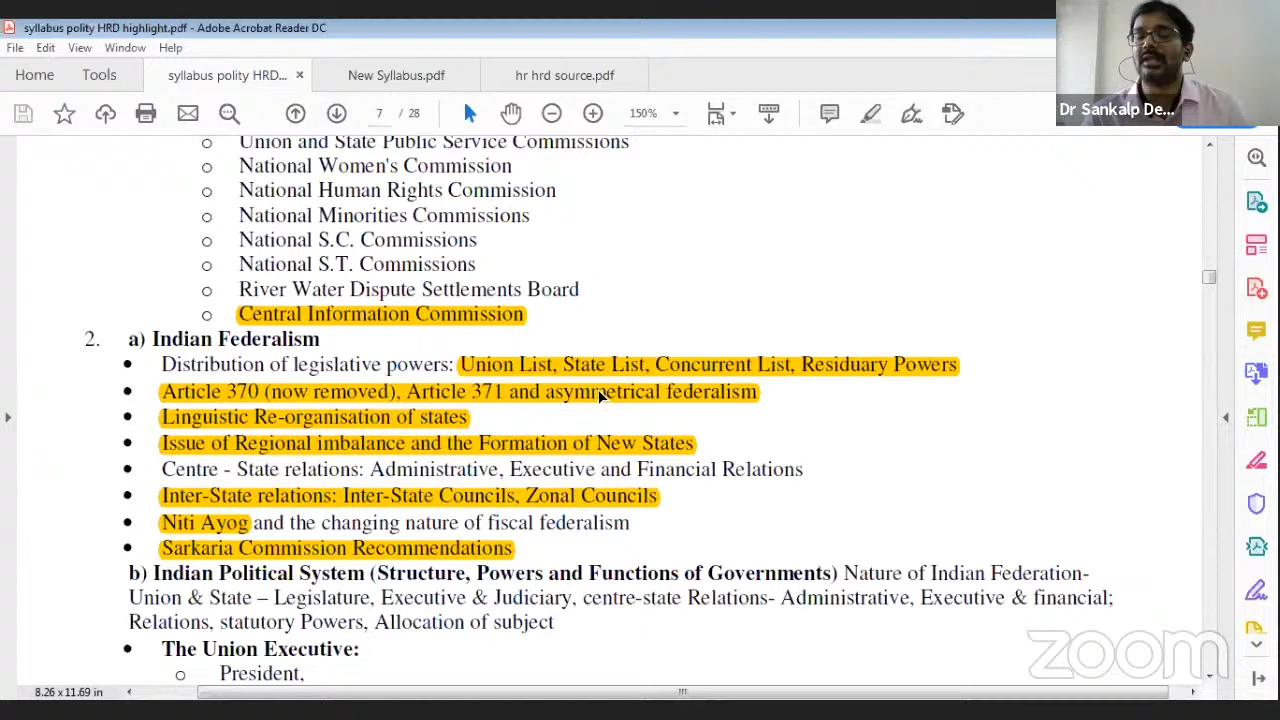 syllabus polity HRD highlight.pdf - Adobe Acrobat Reader DC
File Edit View Window Help
Home Tools syllabus polity HRD... × New Syllabus.pdf hr hrd source.pdf
7 / 28 150%
Dr Sankalp De...
o Union and State Public Service Commissions
o National Women's Commission
o National Human Rights Commission
o National Minorities Commissions
o National S.C. Commissions
o National S.T. Commissions
o River Water Dispute Settlements Board
o Central Information Commission
2. a) Indian Federalism
• Distribution of legislative powers: Union List, State List, Concurrent List, Residuary Powers
• Article 370 (now removed), Article 371 and asymmetrical federalism
• Linguistic Re-organisation of states
• Issue of Regional imbalance and the Formation of New States
• Centre - State relations: Administrative, Executive and Financial Relations
• Inter-State relations: Inter-State Councils, Zonal Councils
• Niti Ayog and the changing nature of fiscal federalism
• Sarkaria Commission Recommendations
b) Indian Political System (Structure, Powers and Functions of Governments) Nature of Indian Federation-
Union & State – Legislature, Executive & Judiciary, centre-state Relations- Administrative, Executive & financial;
Relations, statutory Powers, Allocation of subject
• The Union Executive:
o President,
8.26 x 11.69 in
zoom